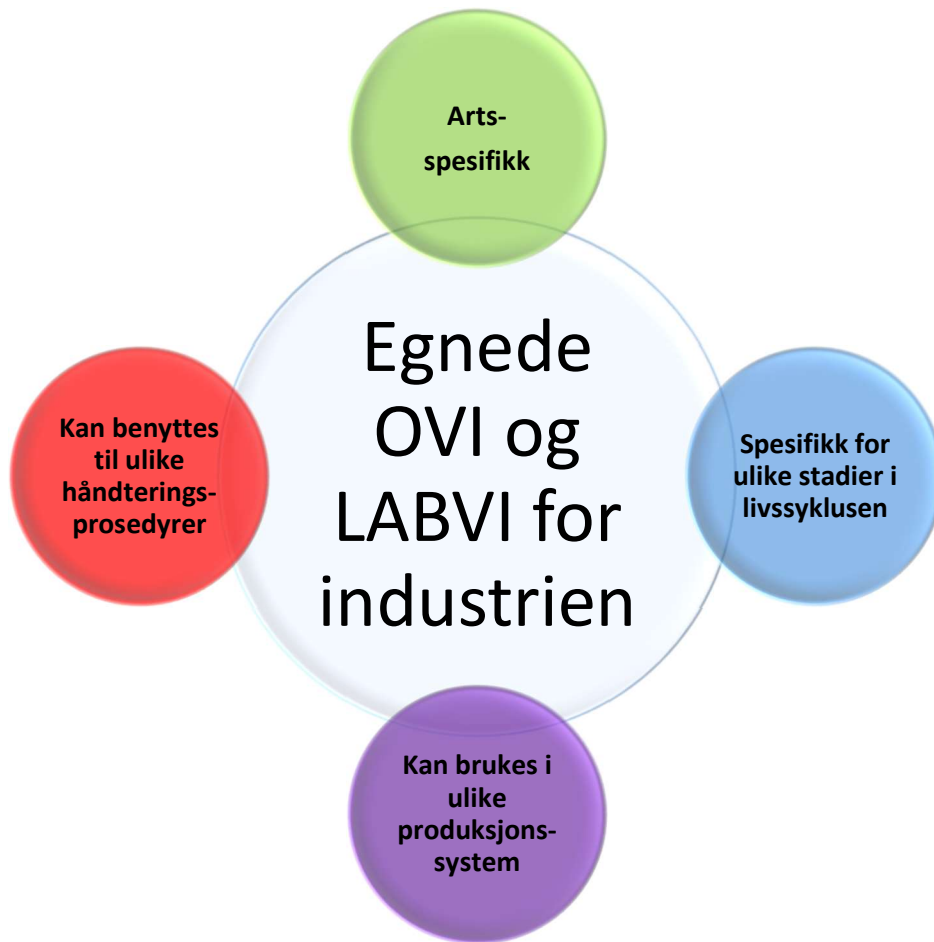 Arts-
spesifikk
Egnede
OVI og
LABVI for
industrien
Kan benyttes
til ulike
håndterings-
prosedyrer
Spesifikk for
ulike stadier i
livssyklusen
Kan brukes i
ulike
produksjons-
system